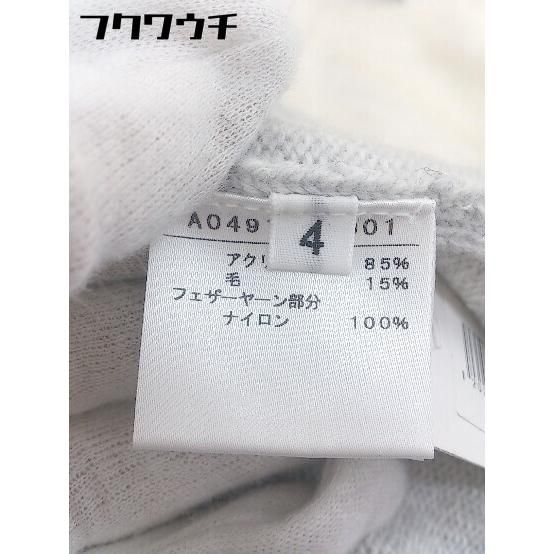 フクワウチ
A049 4 01
アク 85%
毛 15%
フェザーヤーン部分
ナイロン 100%